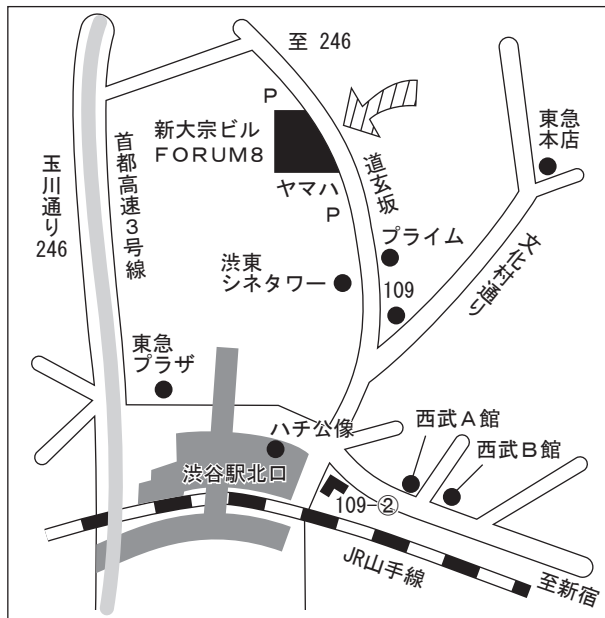 至 246
P
新大宗ビル
FORUM8
ヤマハ
P
道玄坂
東急
本店
首都高速3号線
玉川通り
246
プライム
渋東
シネタワー
109
文化村通り
東急
プラザ
ハチ公像
西武A館
西武B館
渋谷駅北口
109-②
JR山手線
至新宿